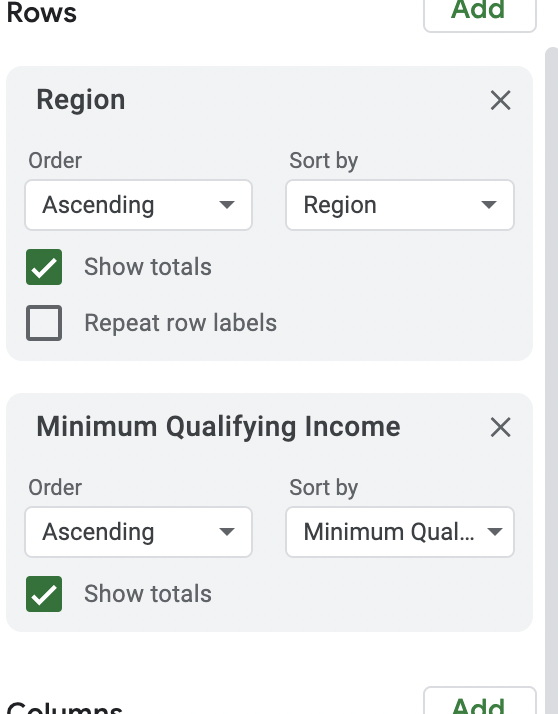 Rows
Add
Region
Order
Sort by
Ascending
Region
Show totals
Repeat row labels
Minimum Qualifying Income
Order
Sort by
Ascending
Minimum Qual...
Show totals
Columns
Add